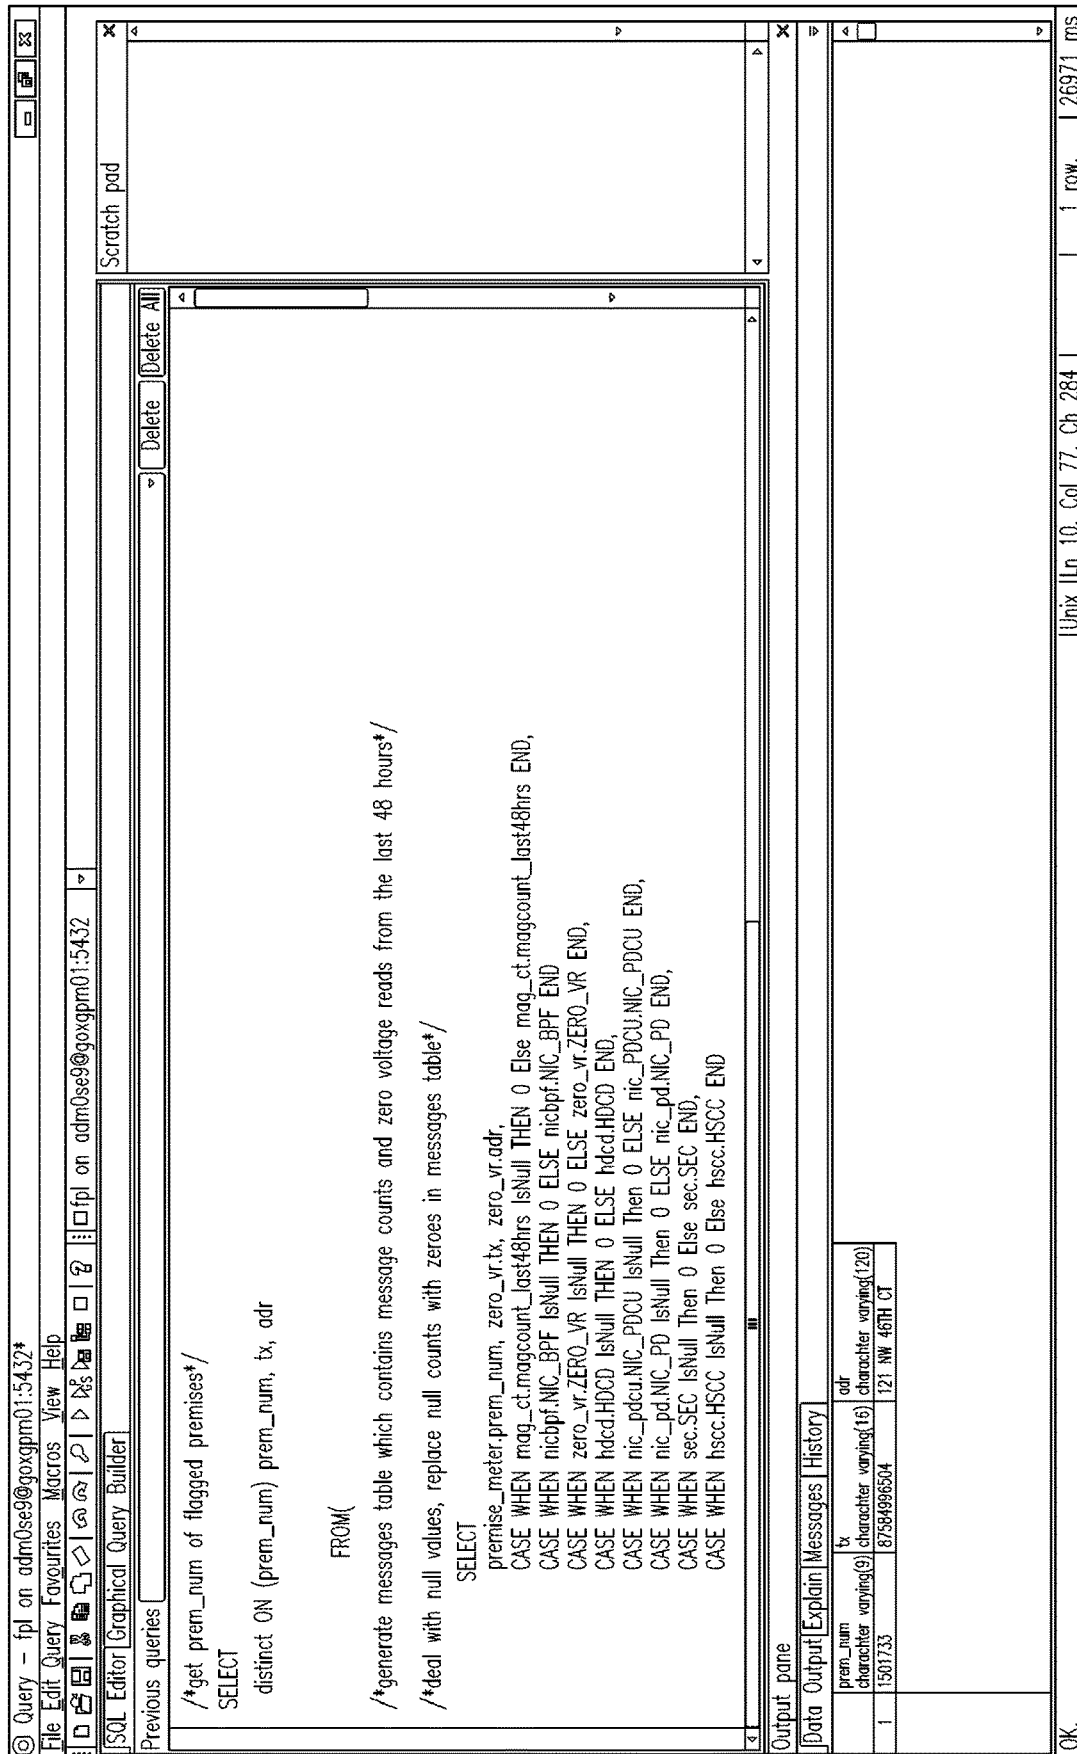 Query – fpl on adm0se9@goxgpm01:5432*
File Edit Query Favourites Macros View Help
fpl on adm0se9@goxgpm01:5432
SQL Editor Graphical Query Builder
Previous queries Delete Delete All
/*get prem_num of flagged premises*/
SELECT
distinct ON (prem_num) prem_num, tx, adr
FROM(
/*generate messages table which contains message counts and zero voltage reads from the last 48 hours*/
/*deal with null values, replace null counts with zeroes in messages table*/
SELECT
premise_meter.prem_num, zero_vr.tx, zero_vr.adr,
CASE WHEN mag_ct.magcount_last48hrs IsNull THEN 0 Else mag_ct.magcount_last48hrs END,
CASE WHEN nicbpf.NIC_BPF IsNull THEN 0 ELSE nicbpf.NIC_BPF END
CASE WHEN zero_vr.ZERO_VR IsNull THEN 0 ELSE zero_vr.ZERO_VR END,
CASE WHEN hdcd.HDCD IsNull THEN 0 ELSE hdcd.HDCD END,
CASE WHEN nic_pdcu.NIC_PDCU IsNull Then 0 ELSE nic_PDCU.NIC_PDCU END,
CASE WHEN nic_pd.NIC_PD IsNull Then 0 ELSE nic_pd.NIC_PD END,
CASE WHEN sec.SEC IsNull Then 0 Else sec.SEC END,
CASE WHEN hscc.HSCC IsNull Then 0 Else hscc.HSCC END
Scratch pad
Output pane
Data Output Explain Messages History
prem_num tx adr
charachter varying(9) charachter varying(16) charachter varying(120)
1 1501733 87584996504 121 NW 46TH CT
OK. Unix Ln 10. Col 77. Ch 284 1 row. 26971 ms